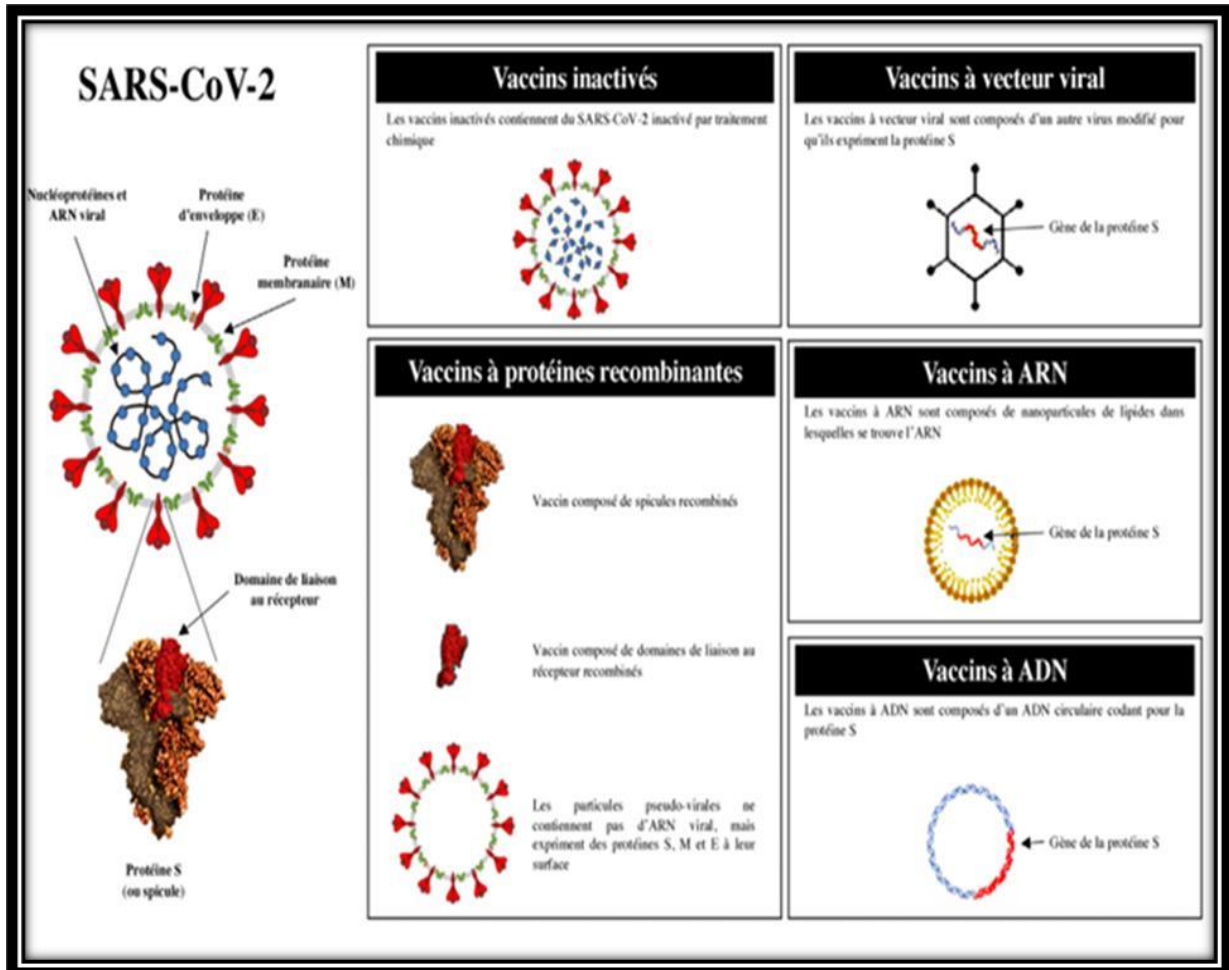 SARS-CoV-2
Nucléoprotéines et
ARN viral
Protéine
d'enveloppe (E)
Protéine
membranaire (M)
Domaine de liaison
au récepteur
Protéine S
(ou spicule)
Vaccins inactivés
Les vaccins inactivés contiennent du SARS-CoV-2 inactivé par traitement
chimique
Vaccins à protéines recombinantes
Vaccin composé de spicules recombinés
Vaccin composé de domaines de liaison au
récepteur recombinés
Les particules pseudo-virales ne
contiennent pas d'ARN viral, mais
expriment des protéines S, M et E à leur
surface
Vaccins à vecteur viral
Les vaccins à vecteur viral sont composés d'un autre virus modifié pour
qu'ils expriment la protéine S
Gène de la protéine S
Vaccins à ARN
Les vaccins à ARN sont composés de nanoparticules de lipides dans
lesquelles se trouve l'ARN
Gène de la protéine S
Vaccins à ADN
Les vaccins à ADN sont composés d'un ADN circulaire codant pour la
protéine S
Gène de la protéine S